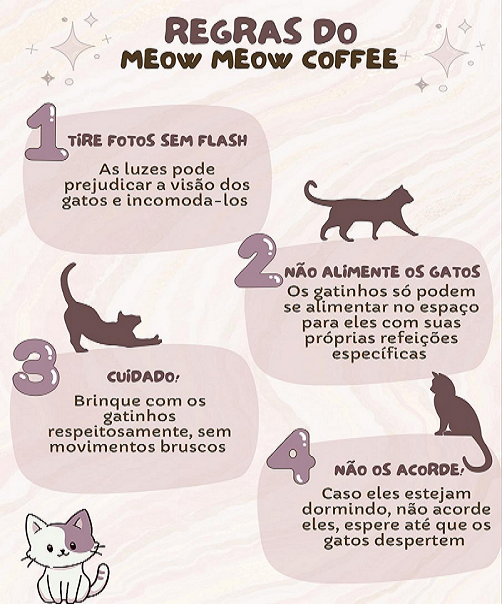 REGRAS DO
MEOW MEOW COFFEE
1 TIRE FOTOS SEM FLASH
As luzes pode
prejudicar a visão dos
gatos e incomoda-los
2 NÃO ALIMENTE OS GATOS
Os gatinhos só podem
se alimentar no espaço
para eles com suas
próprias refeições
específicas
3 CUIDADO!
Brinque com os
gatinhos
respeitosamente, sem
movimentos bruscos
4 NÃO OS ACORDE!
Caso eles estejam
dormindo, não acorde
eles, espere até que os
gatos despertem